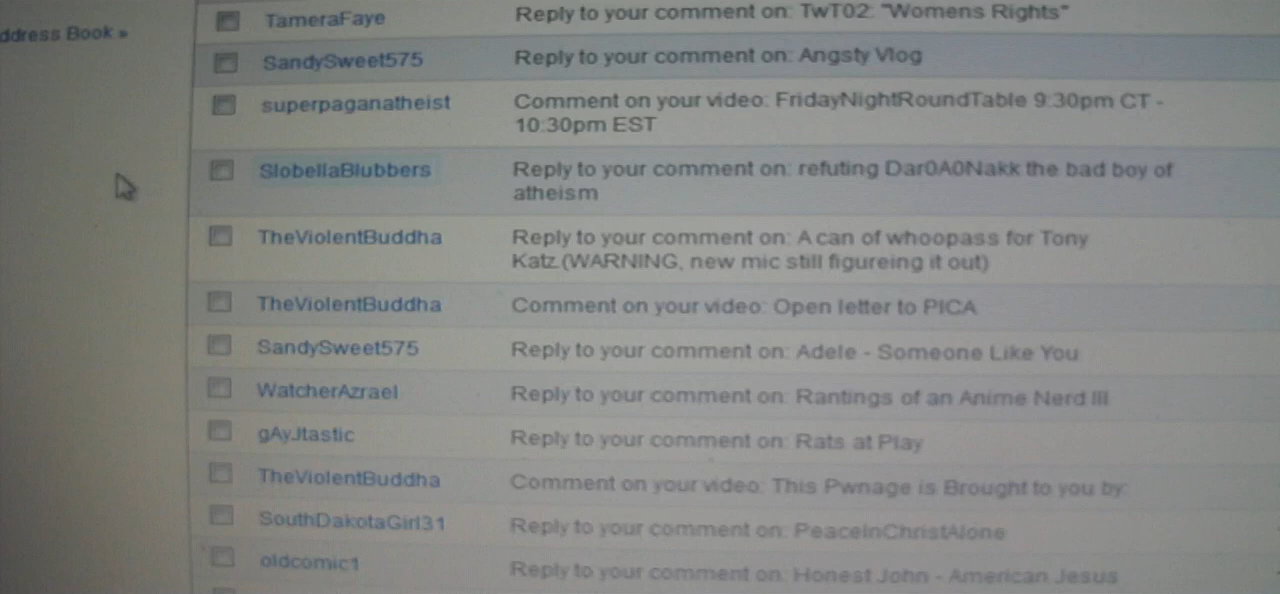 ddress Book »
TameraFaye Reply to your comment on: TwT02: "Womens Rights"
SandySweet575 Reply to your comment on: Angsty Vlog
superpaganatheist Comment on your video: FridayNightRoundTable 9:30pm CT -
10:30pm EST
SlobellaBlubbers Reply to your comment on: refuting Dar0A0Nakk the bad boy of
atheism
TheViolentBuddha Reply to your comment on: A can of whoopass for Tony
Katz.(WARNING, new mic still figureing it out)
TheViolentBuddha Comment on your video: Open letter to PICA
SandySweet575 Reply to your comment on: Adele - Someone Like You
WatcherAzrael Reply to your comment on: Rantings of an Anime Nerd III
gAyJtastic Reply to your comment on: Rats at Play
TheViolentBuddha Comment on your video: This Pwnage is Brought to you by:
SouthDakotaGirl31 Reply to your comment on: PeaceInChristAlone
oldcomic1 Reply to your comment on: Honest John - American Jesus